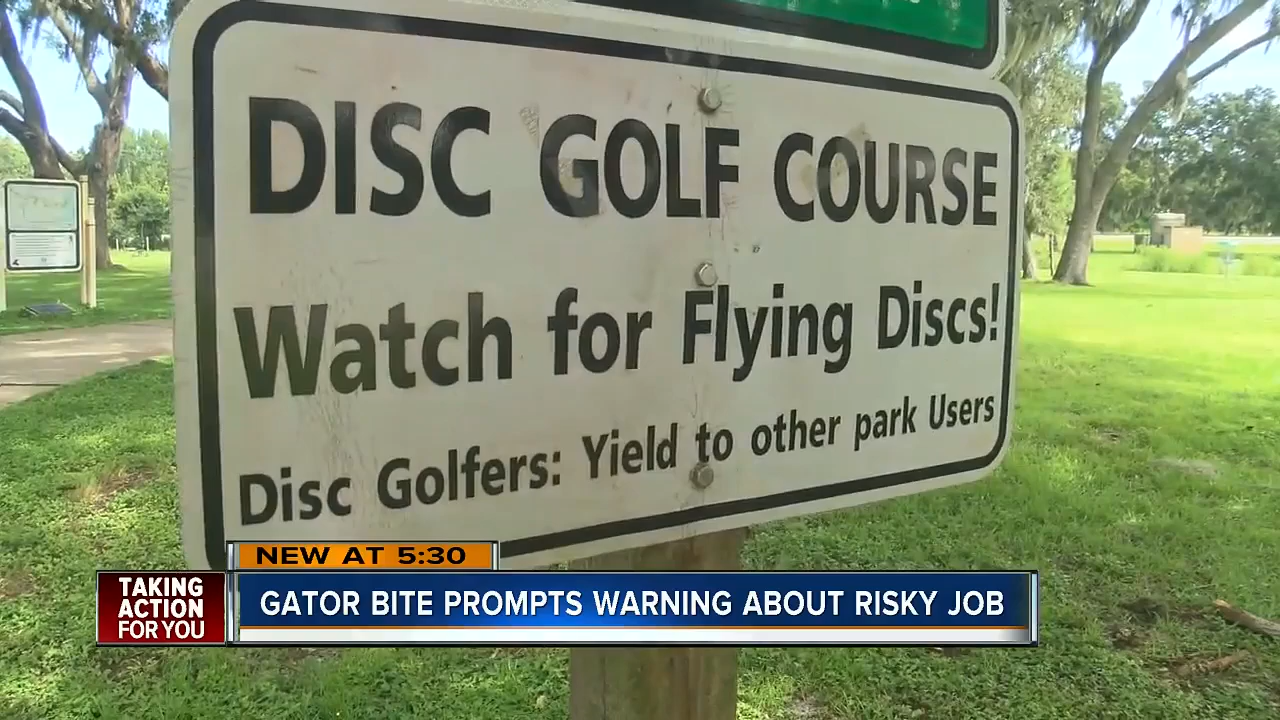 DISC GOLF COURSE
Watch for Flying Discs!
Disc Golfers: Yield to other park Users
NEW AT 5:30
TAKING
ACTION
FOR YOU
GATOR BITE PROMPTS WARNING ABOUT RISKY JOB